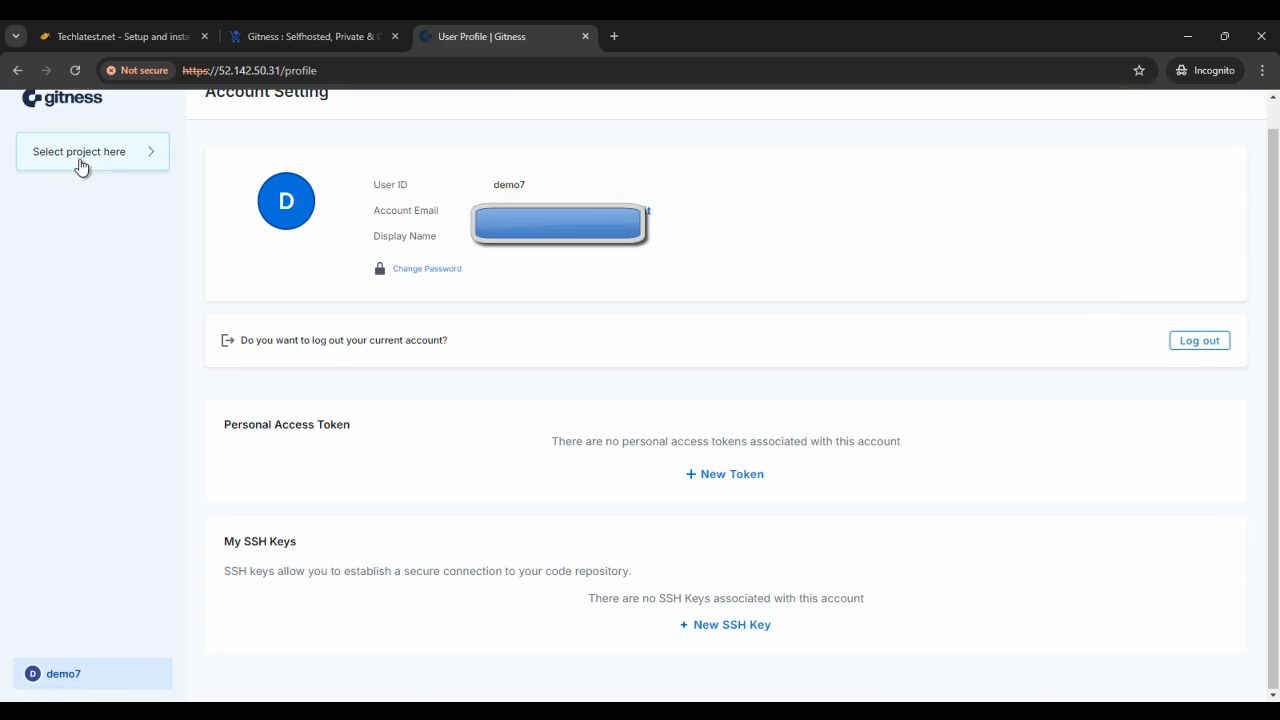 Techlatest.net - Setup and insta
Gitness : Selfhosted, Private &
User Profile | Gitness
Not secure
https://52.142.50.31/profile
Incognito
gitness
Account Setting
Select project here
D
User ID demo7
Account Email
Display Name
Change Password
Do you want to log out your current account?
Log out
Personal Access Token
There are no personal access tokens associated with this account
+ New Token
My SSH Keys
SSH keys allow you to establish a secure connection to your code repository.
There are no SSH Keys associated with this account
+ New SSH Key
D demo7